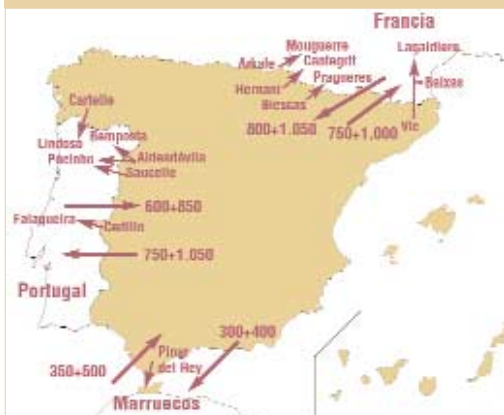 Francia
Mouguerre
Lagaidiere
Arkale
Cantegrit
Pragneres
Baixas
Hernani
Biescas
Cartelle
800+1.050
750+1.000
Vic
Bemposta
Lindoso
Pocinho
Aldeadávila
Saucelle
600+850
Falagueira
Cedillo
750+1.050
Portugal
300+400
Pinar
del Rey
350+500
Marruecos